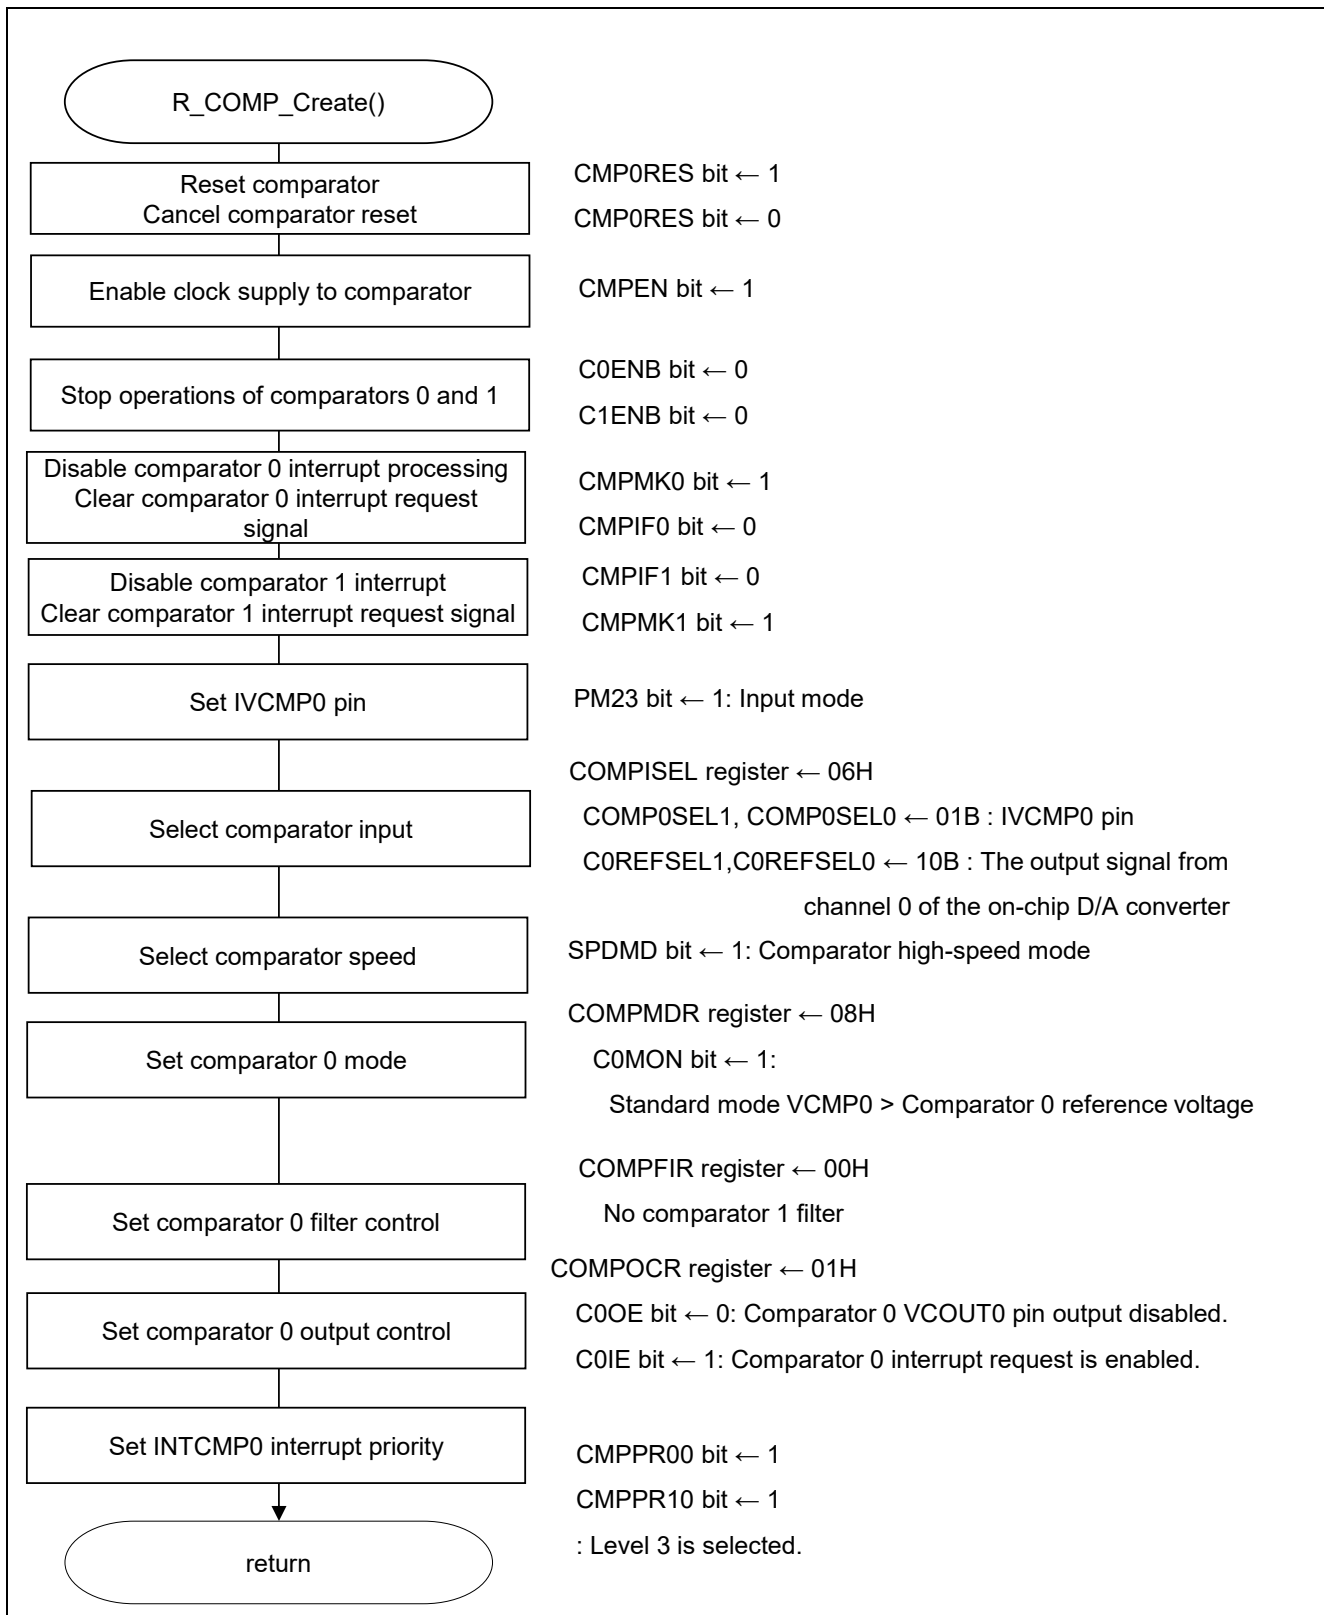 R_COMP_Create()
Reset comparator
Cancel comparator reset
CMP0RES bit ← 1
CMP0RES bit ← 0
Enable clock supply to comparator
CMPEN bit ← 1
Stop operations of comparators 0 and 1
C0ENB bit ← 0
C1ENB bit ← 0
Disable comparator 0 interrupt processing
Clear comparator 0 interrupt request
signal
CMPMK0 bit ← 1
CMPIF0 bit ← 0
Disable comparator 1 interrupt
Clear comparator 1 interrupt request signal
CMPIF1 bit ← 0
CMPMK1 bit ← 1
Set IVCMP0 pin
PM23 bit ← 1: Input mode
Select comparator input
COMPISEL register ← 06H
COMP0SEL1, COMP0SEL0 ← 01B : IVCMP0 pin
C0REFSEL1,C0REFSEL0 ← 10B : The output signal from
channel 0 of the on-chip D/A converter
Select comparator speed
SPDMD bit ← 1: Comparator high-speed mode
Set comparator 0 mode
COMPMDR register ← 08H
C0MON bit ← 1:
Standard mode VCMP0 > Comparator 0 reference voltage
Set comparator 0 filter control
COMPFIR register ← 00H
No comparator 1 filter
Set comparator 0 output control
COMPOCR register ← 01H
C0OE bit ← 0: Comparator 0 VCOUT0 pin output disabled.
C0IE bit ← 1: Comparator 0 interrupt request is enabled.
Set INTCMP0 interrupt priority
CMPPR00 bit ← 1
CMPPR10 bit ← 1
: Level 3 is selected.
return